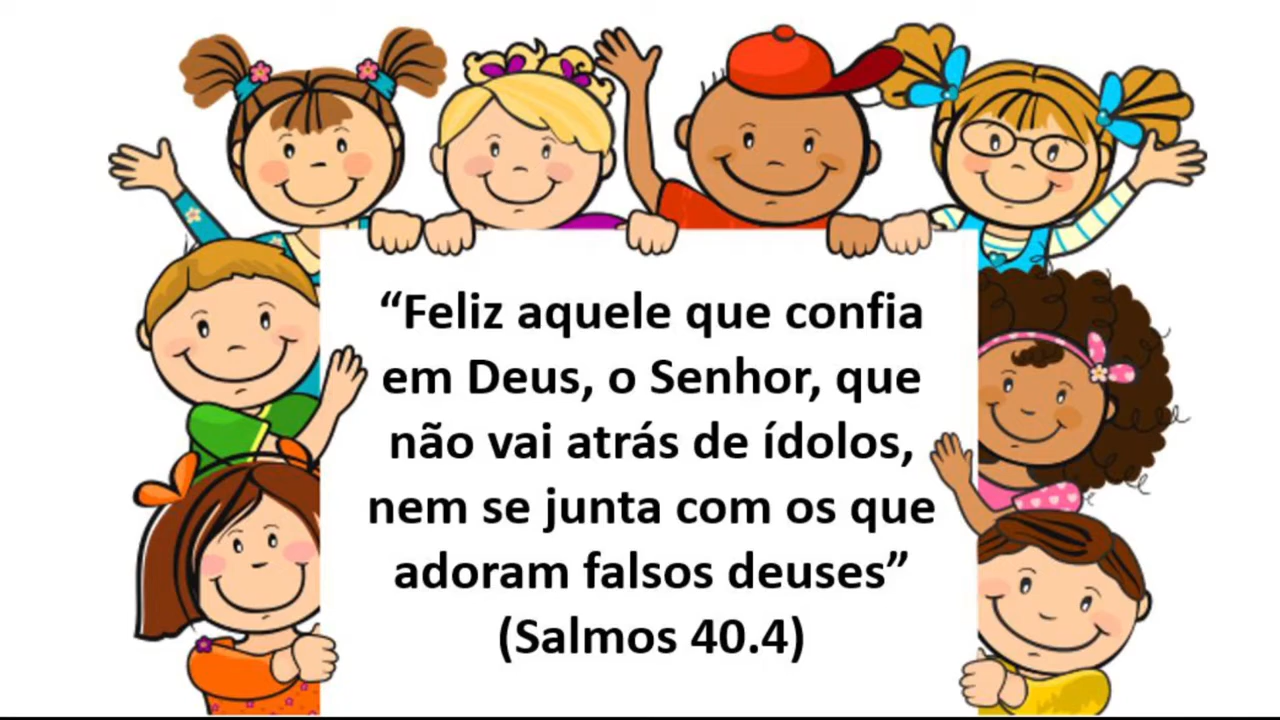 “Feliz aquele que confia
em Deus, o Senhor, que
não vai atrás de ídolos,
nem se junta com os que
adoram falsos deuses”
(Salmos 40.4)